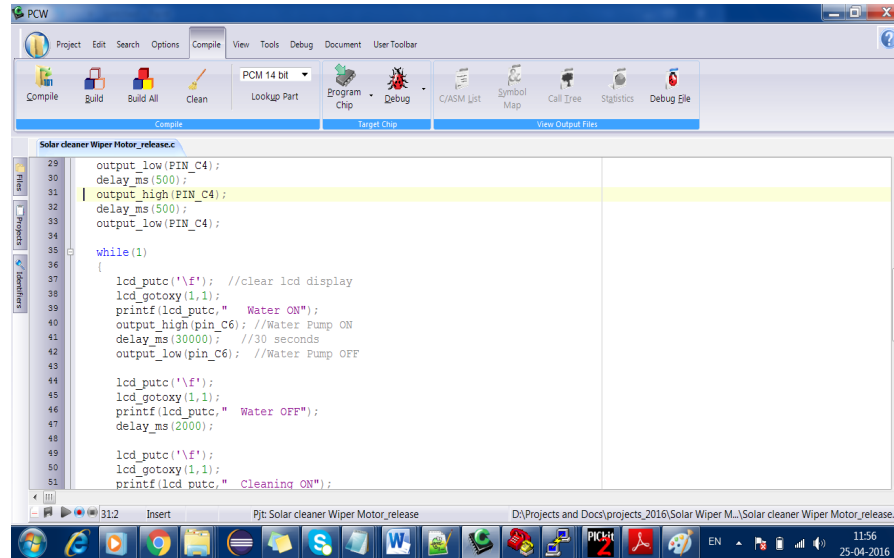 PCW
Project Edit Search Options Compile View Tools Debug Document User Toolbar
Compile Build Build All Clean PCM 14 bit Lookup Part Program Chip Debug C/ASM List Symbol Map Call Tree Statistics Debug File
Compile Target Chip View Output Files
Solar cleaner Wiper Motor_release.c
Files
Projects
Identifiers
29 output_low(PIN_C4);
30 delay_ms(500);
31 output_high(PIN_C4);
32 delay_ms(500);
33 output_low(PIN_C4);
34
35 while(1)
36 {
37 lcd_putc('\f'); //clear lcd display
38 lcd_gotoxy(1,1);
39 printf(lcd_putc,"   Water ON");
40 output_high(pin_C6); //Water Pump ON
41 delay_ms(30000); //30 seconds
42 output_low(pin_C6); //Water Pump OFF
43
44 lcd_putc('\f');
45 lcd_gotoxy(1,1);
46 printf(lcd_putc,"  Water OFF");
47 delay_ms(2000);
48
49 lcd_putc('\f');
50 lcd_gotoxy(1,1);
51 printf(lcd_putc,"  Cleaning ON");
31:2 Insert Pjt: Solar cleaner Wiper Motor_release D:\Projects and Docs\projects_2016\Solar Wiper M...\Solar cleaner Wiper Motor_release.
PICkit 2
EN
11:56
25-04-2016